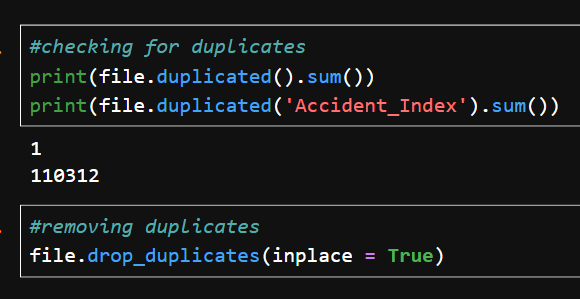 #checking for duplicates
print(file.duplicated().sum())
print(file.duplicated('Accident_Index').sum())
1
110312
#removing duplicates
file.drop_duplicates(inplace = True)